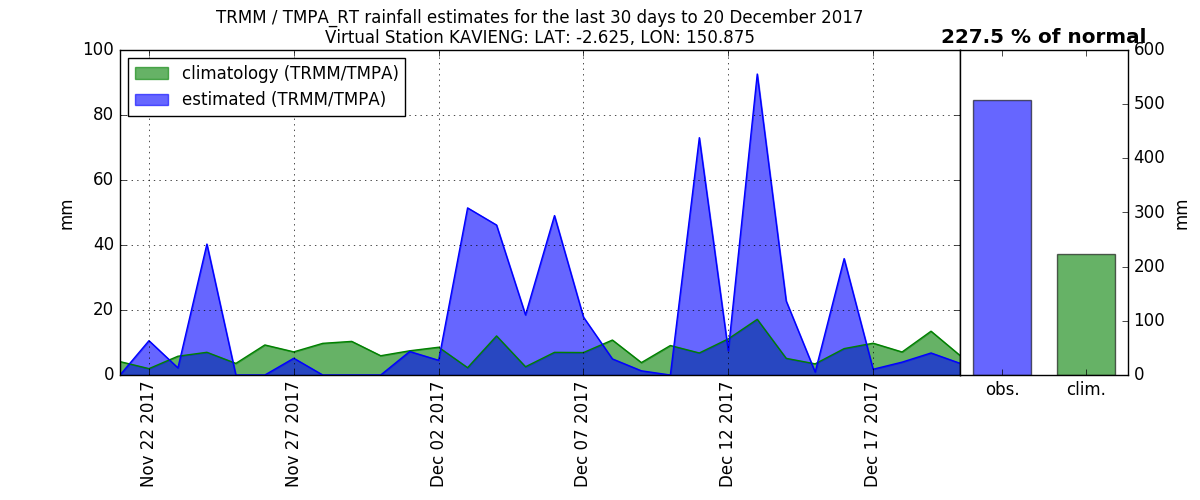 TRMM / TMPA_RT rainfall estimates for the last 30 days to 20 December 2017
Virtual Station KAVIENG: LAT: -2.625, LON: 150.875
227.5 % of normal
climatology (TRMM/TMPA)
estimated (TRMM/TMPA)
100
80
60
40
20
0
mm
600
500
400
300
200
100
0
mm
Nov 22 2017
Nov 27 2017
Dec 02 2017
Dec 07 2017
Dec 12 2017
Dec 17 2017
obs.
clim.